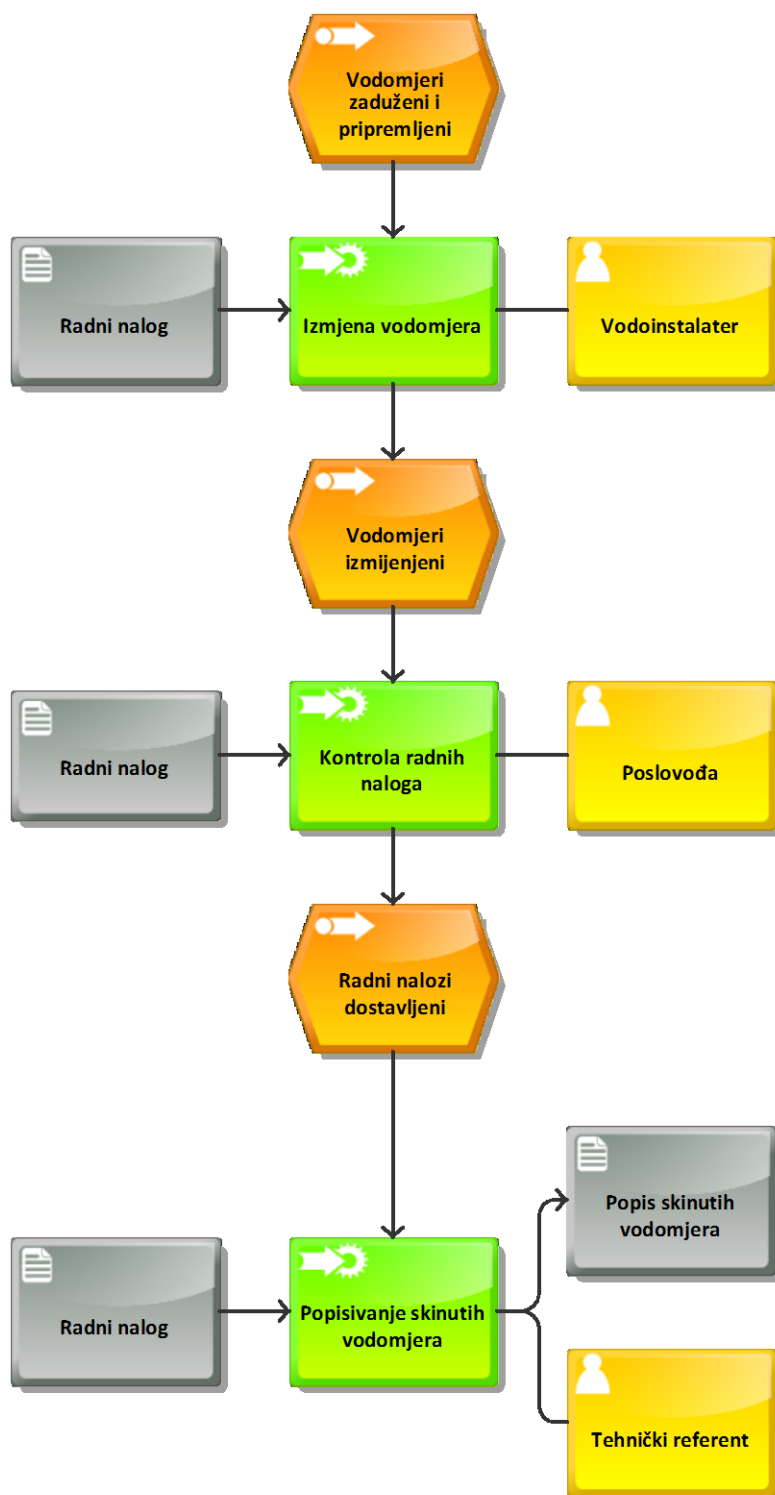 Vodomjeri
zaduženi i
pripremljeni
Radni nalog
Izmjena vodomjera
Vodoinstalater
Vodomjeri
izmijenjeni
Radni nalog
Kontrola radnih
naloga
Poslovođa
Radni nalozi
dostavljeni
Popis skinutih
vodomjera
Radni nalog
Popisivanje skinutih
vodomjera
Tehnički referent